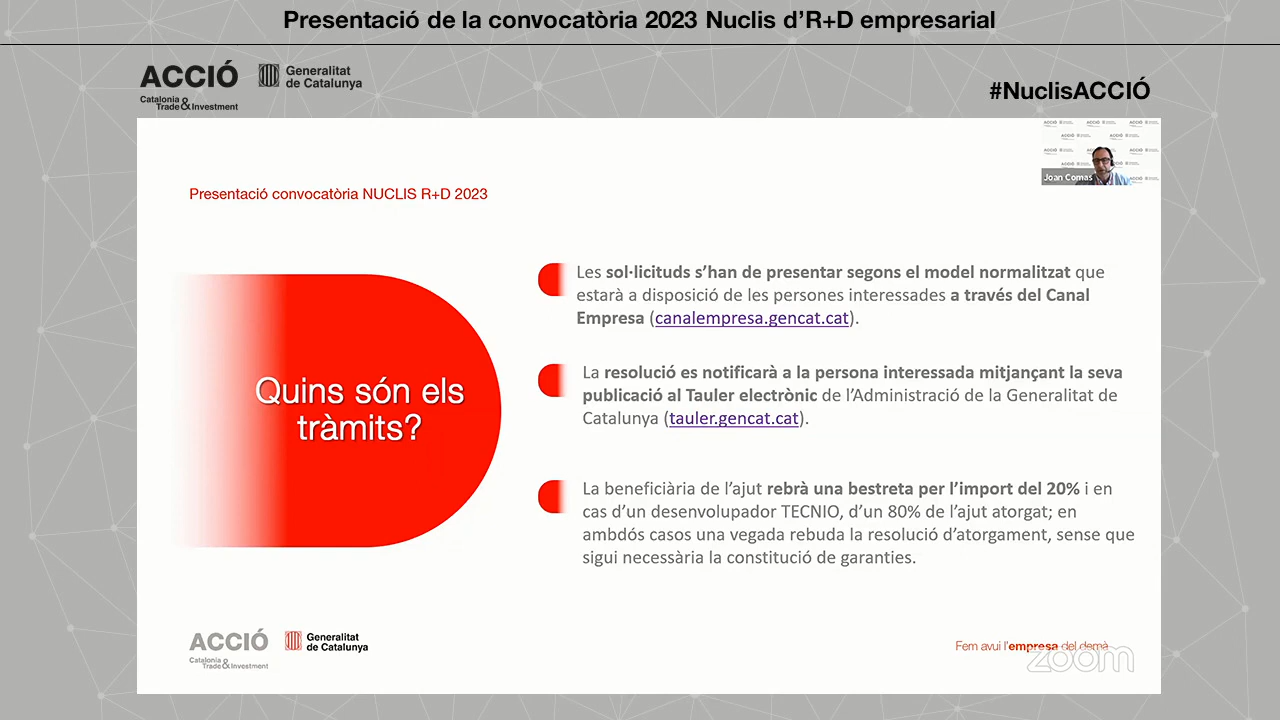 Presentació de la convocatòria 2023 Nuclis d'R+D empresarial
ACCIÓ
Catalonia
Trade & Investment
Generalitat
de Catalunya
#NuclisACCIÓ
Joan Comas
Presentació convocatòria NUCLIS R+D 2023
Quins són els
tràmits?
Les sol·licituds s'han de presentar segons el model normalitzat que
estarà a disposició de les persones interessades a través del Canal
Empresa (canalempresa.gencat.cat).
La resolució es notificarà a la persona interessada mitjançant la seva
publicació al Tauler electrònic de l'Administració de la Generalitat de
Catalunya (tauler.gencat.cat).
La beneficiària de l'ajut rebrà una bestreta per l'import del 20% i en
cas d'un desenvolupador TECNIO, d'un 80% de l'ajut atorgat; en
ambdós casos una vegada rebuda la resolució d'atorgament, sense que
sigui necessària la constitució de garanties.
ACCIÓ
Catalonia
Trade & Investment
Generalitat
de Catalunya
Fem avui l'empresa del demà
zoom